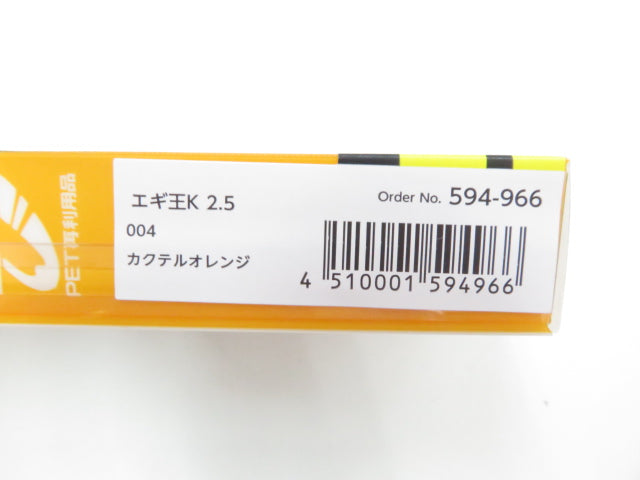 エギ王K 2.5
Order No. 594-966
004
カクテルオレンジ
4 510001 594966
PET再利用品